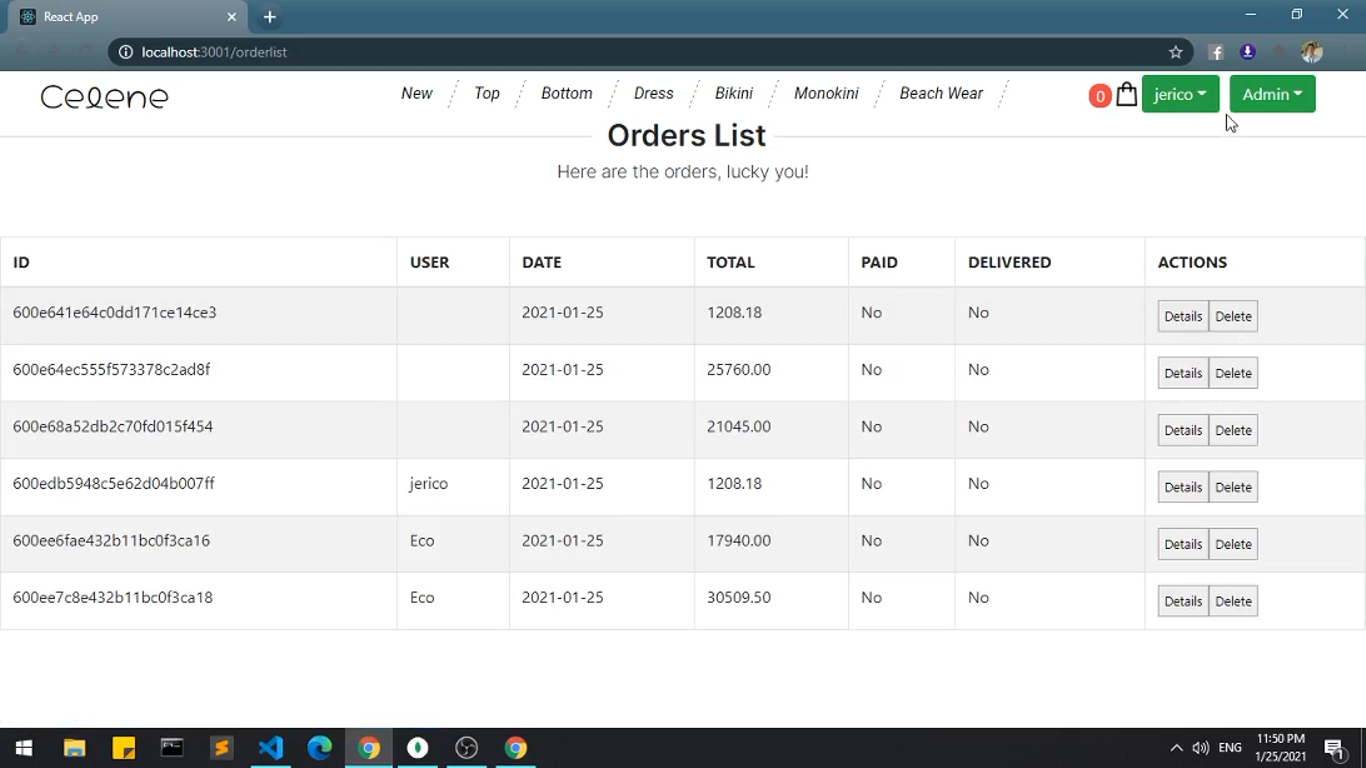 React App
localhost:3001/orderlist
Celene
New Top Bottom Dress Bikini Monokini Beach Wear
0 jerico Admin
Orders List
Here are the orders, lucky you!
ID USER DATE TOTAL PAID DELIVERED ACTIONS
600e641e64c0dd171ce14ce3 2021-01-25 1208.18 No No Details Delete
600e64ec555f573378c2ad8f 2021-01-25 25760.00 No No Details Delete
600e68a52db2c70fd015f454 2021-01-25 21045.00 No No Details Delete
600edb5948c5e62d04b007ff jerico 2021-01-25 1208.18 No No Details Delete
600ee6fae432b11bc0f3ca16 Eco 2021-01-25 17940.00 No No Details Delete
600ee7c8e432b11bc0f3ca18 Eco 2021-01-25 30509.50 No No Details Delete
ENG
11:50 PM
1/25/2021
1